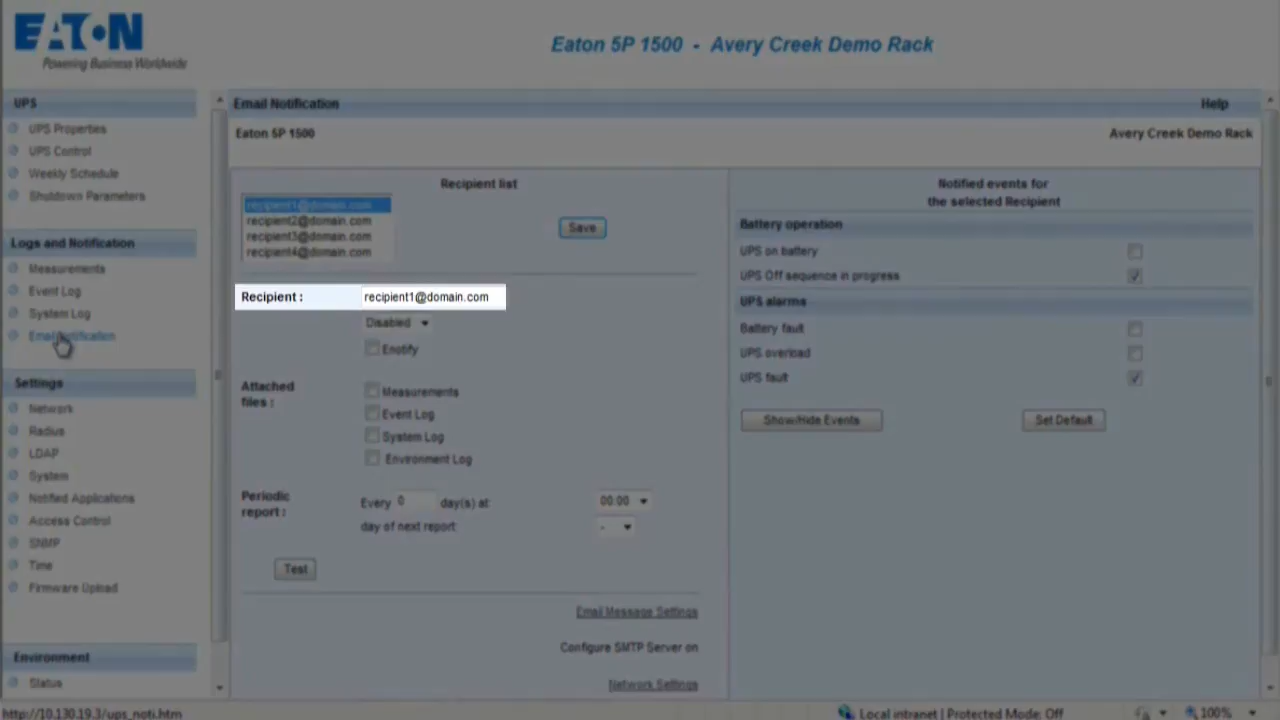 EATON
Powering Business Worldwide
Eaton 5P 1500 - Avery Creek Demo Rack
UPS
UPS Properties
UPS Control
Weekly Schedule
Shutdown Parameters
Logs and Notification
Measurements
Event Log
System Log
Email Notification
Settings
Network
Radius
LDAP
System
Notified Applications
Access Control
SNMP
Time
Firmware Upload
Environment
Status
Email Notification
Help
Eaton 5P 1500
Avery Creek Demo Rack
Recipient list
recipient1@domain.com
recipient2@domain.com
recipient3@domain.com
recipient4@domain.com
Save
Recipient : recipient1@domain.com
Disabled
Enotify
Attached
files :
Measurements
Event Log
System Log
Environment Log
Periodic
report :
Every 0 day(s) at 00:00
day of next report -
Test
Email Message Settings
Configure SMTP Server on
Network Settings
Notified events for
the selected Recipient
Battery operation
UPS on battery
UPS Off sequence in progress
UPS alarms
Battery fault
UPS overload
UPS fault
Show/Hide Events
Set Default
http://10.130.19.3/ups_noti.htm
Local intranet | Protected Mode: Off
100%